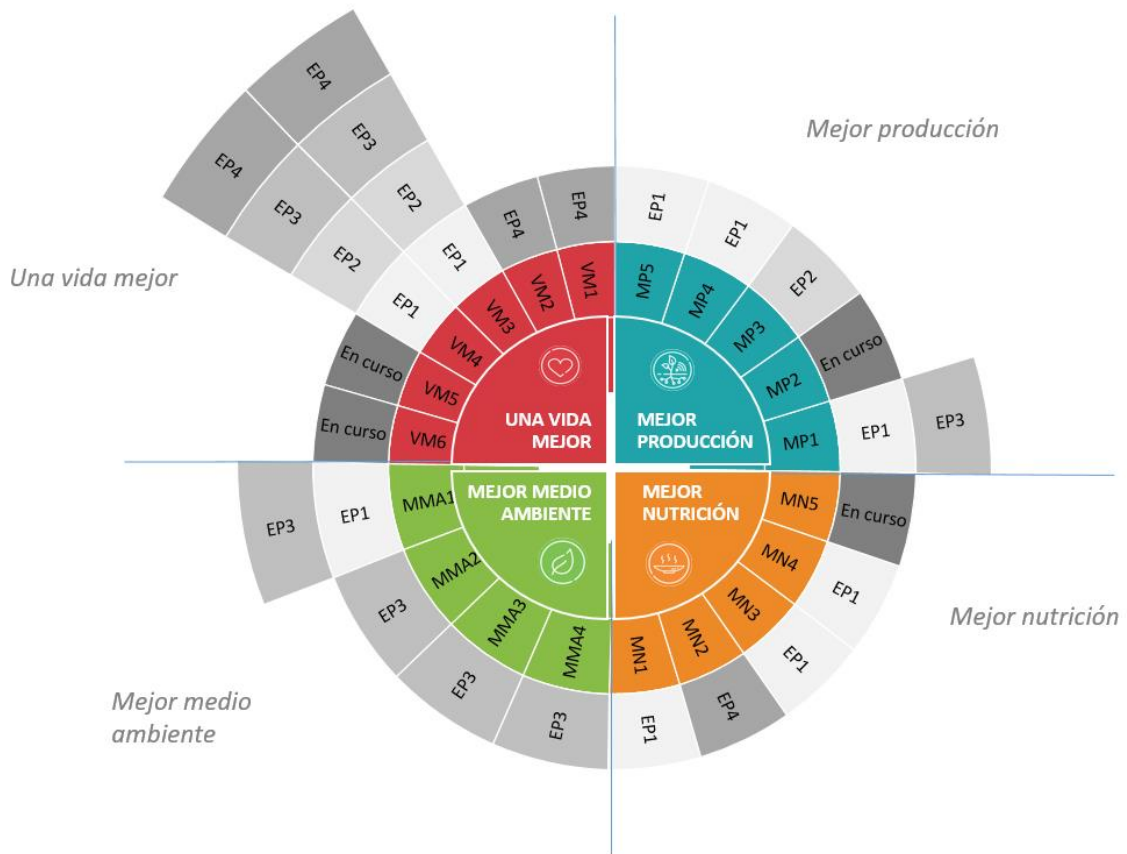 Mejor producción
Una vida mejor
Mejor nutrición
Mejor medio
ambiente
UNA VIDA
MEJOR
MEJOR
PRODUCCIÓN
MEJOR MEDIO
AMBIENTE
MEJOR
NUTRICIÓN
VM1
EP4
VM2
EP4
VM3
EP1
EP2
EP3
EP4
VM4
EP1
EP2
EP3
EP4
VM5
En curso
VM6
En curso
MP5
EP1
MP4
EP1
MP3
EP2
MP2
En curso
MP1
EP1
EP3
MN5
En curso
MN4
EP1
MN3
EP1
MN2
EP4
MN1
EP1
MMA1
EP1
EP3
MMA2
EP3
MMA3
EP3
MMA4
EP3